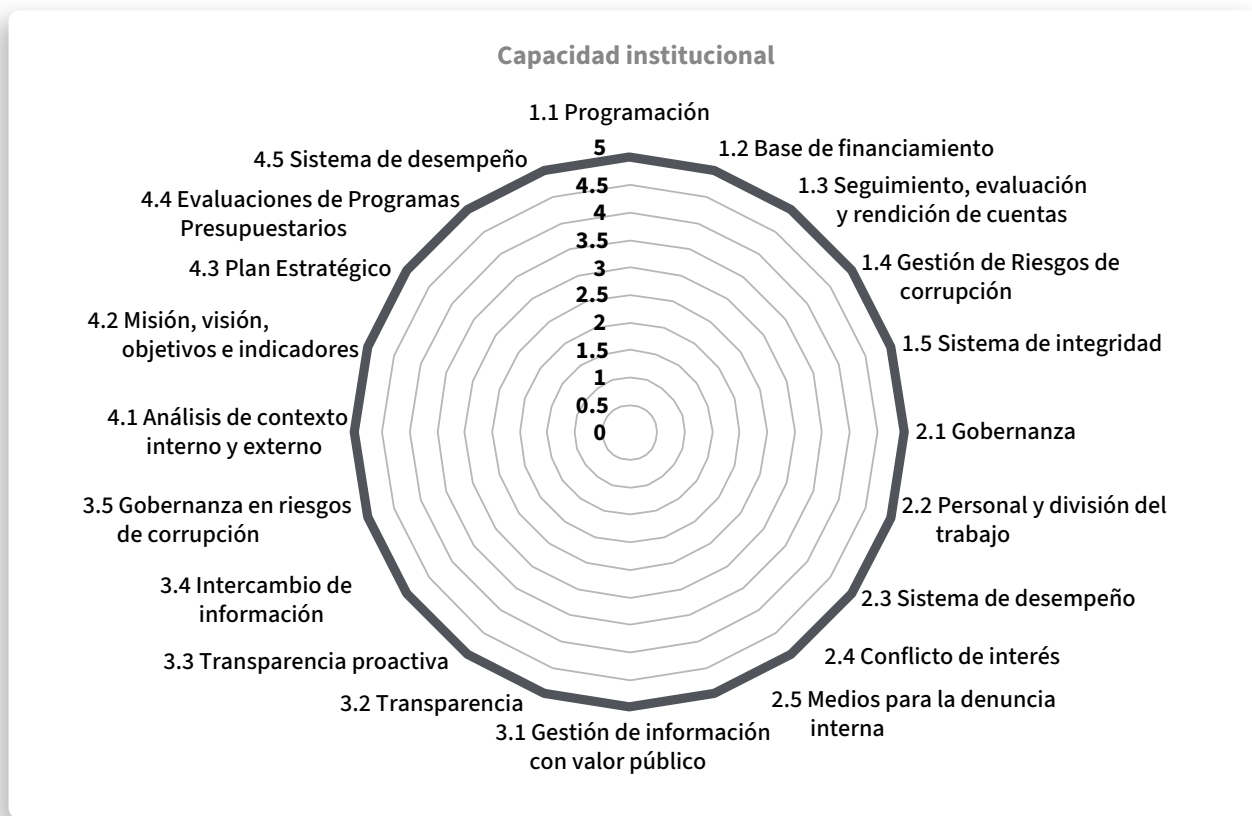 Capacidad institucional
1.1 Programación
1.2 Base de financiamiento
1.3 Seguimiento, evaluación
y rendición de cuentas
1.4 Gestión de Riesgos de
corrupción
1.5 Sistema de integridad
2.1 Gobernanza
2.2 Personal y división del
trabajo
2.3 Sistema de desempeño
2.4 Conflicto de interés
2.5 Medios para la denuncia
interna
3.1 Gestión de información
con valor público
3.2 Transparencia
3.3 Transparencia proactiva
3.4 Intercambio de
información
3.5 Gobernanza en riesgos
de corrupción
4.1 Análisis de contexto
interno y externo
4.2 Misión, visión,
objetivos e indicadores
4.3 Plan Estratégico
4.4 Evaluaciones de Programas
Presupuestarios
4.5 Sistema de desempeño
5
4.5
4
3.5
3
2.5
2
1.5
1
0.5
0